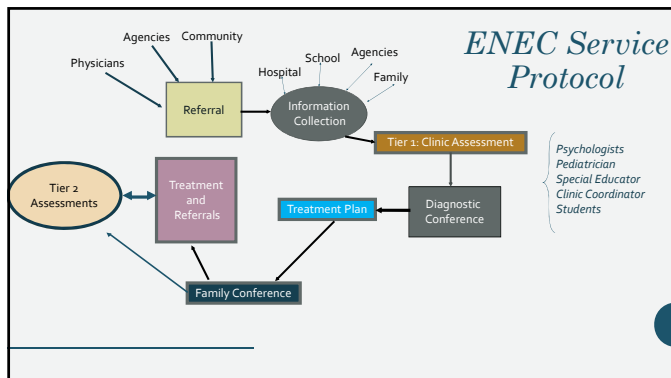 ENEC Service
Protocol
Agencies
Community
Physicians
Referral
Hospital
School
Agencies
Family
Information
Collection
Tier 1: Clinic Assessment
Psychologists
Pediatrician
Special Educator
Clinic Coordinator
Students
Diagnostic
Conference
Treatment Plan
Treatment
and
Referrals
Tier 2
Assessments
Family Conference